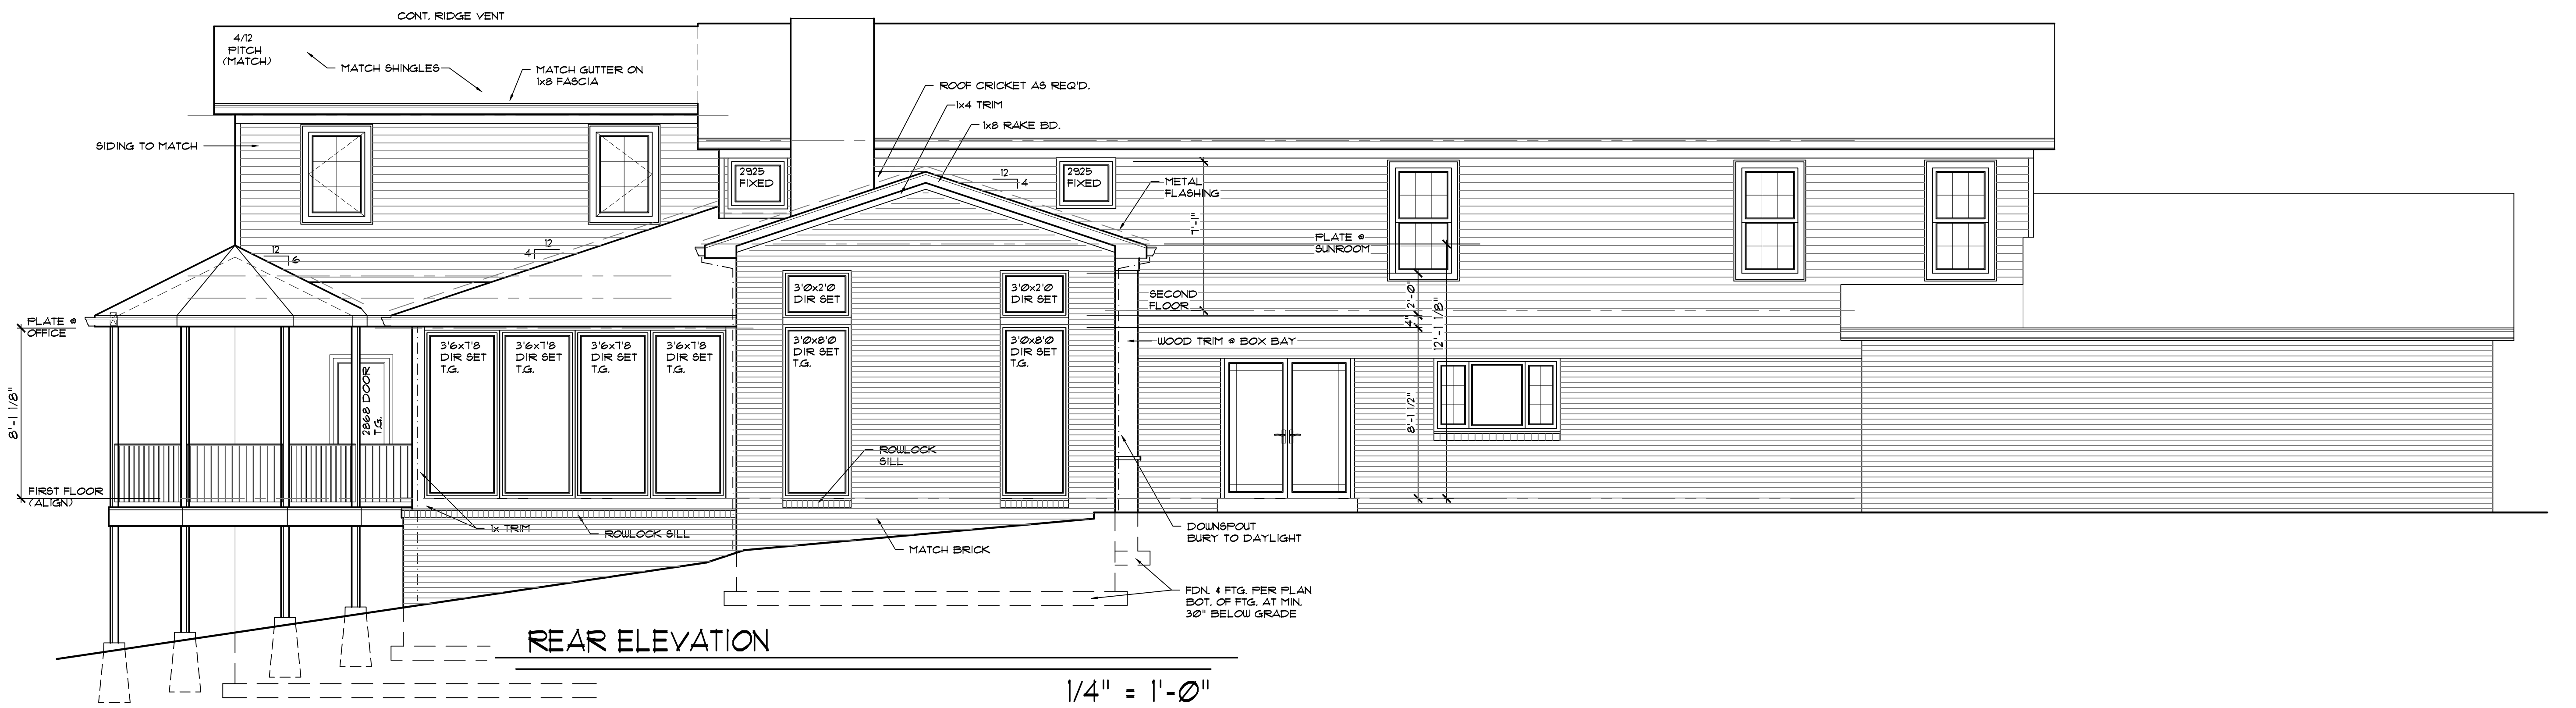 CONT. RIDGE VENT
4/12
PITCH
(MATCH)
MATCH SHINGLES
MATCH GUTTER ON
1x8 FASCIA
ROOF CRICKET AS REQ'D.
1x4 TRIM
1x8 RAKE BD.
SIDING TO MATCH
2925
FIXED
12
4
2925
FIXED
METAL
FLASHING
7'-1"
PLATE @
SUNROOM
12
6
12
4
3'0x2'0
DIR SET
3'0x2'0
DIR SET
SECOND
FLOOR
2'-0"
4"
12'-1 1/8"
PLATE @
OFFICE
3'6x7'8
DIR SET
T.G.
3'6x7'8
DIR SET
T.G.
3'6x7'8
DIR SET
T.G.
3'6x7'8
DIR SET
T.G.
3'0x8'0
DIR SET
T.G.
3'0x8'0
DIR SET
T.G.
WOOD TRIM @ BOX BAY
2868 DOOR
T.G.
8'-1 1/8"
8'-1 1/2"
ROWLOCK
SILL
FIRST FLOOR
(ALIGN)
1x TRIM
ROWLOCK SILL
MATCH BRICK
DOWNSPOUT
BURY TO DAYLIGHT
FDN. & FTG. PER PLAN
BOT. OF FTG. AT MIN.
30" BELOW GRADE
REAR ELEVATION
1/4" = 1'-0"